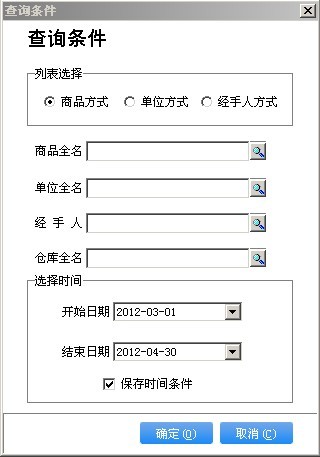 查询条件
查询条件
列表选择
商品方式 单位方式 经手人方式
商品全名
单位全名
经 手 人
仓库全名
选择时间
开始日期 2012-03-01
结束日期 2012-04-30
保存时间条件
确定(O) 取消(C)